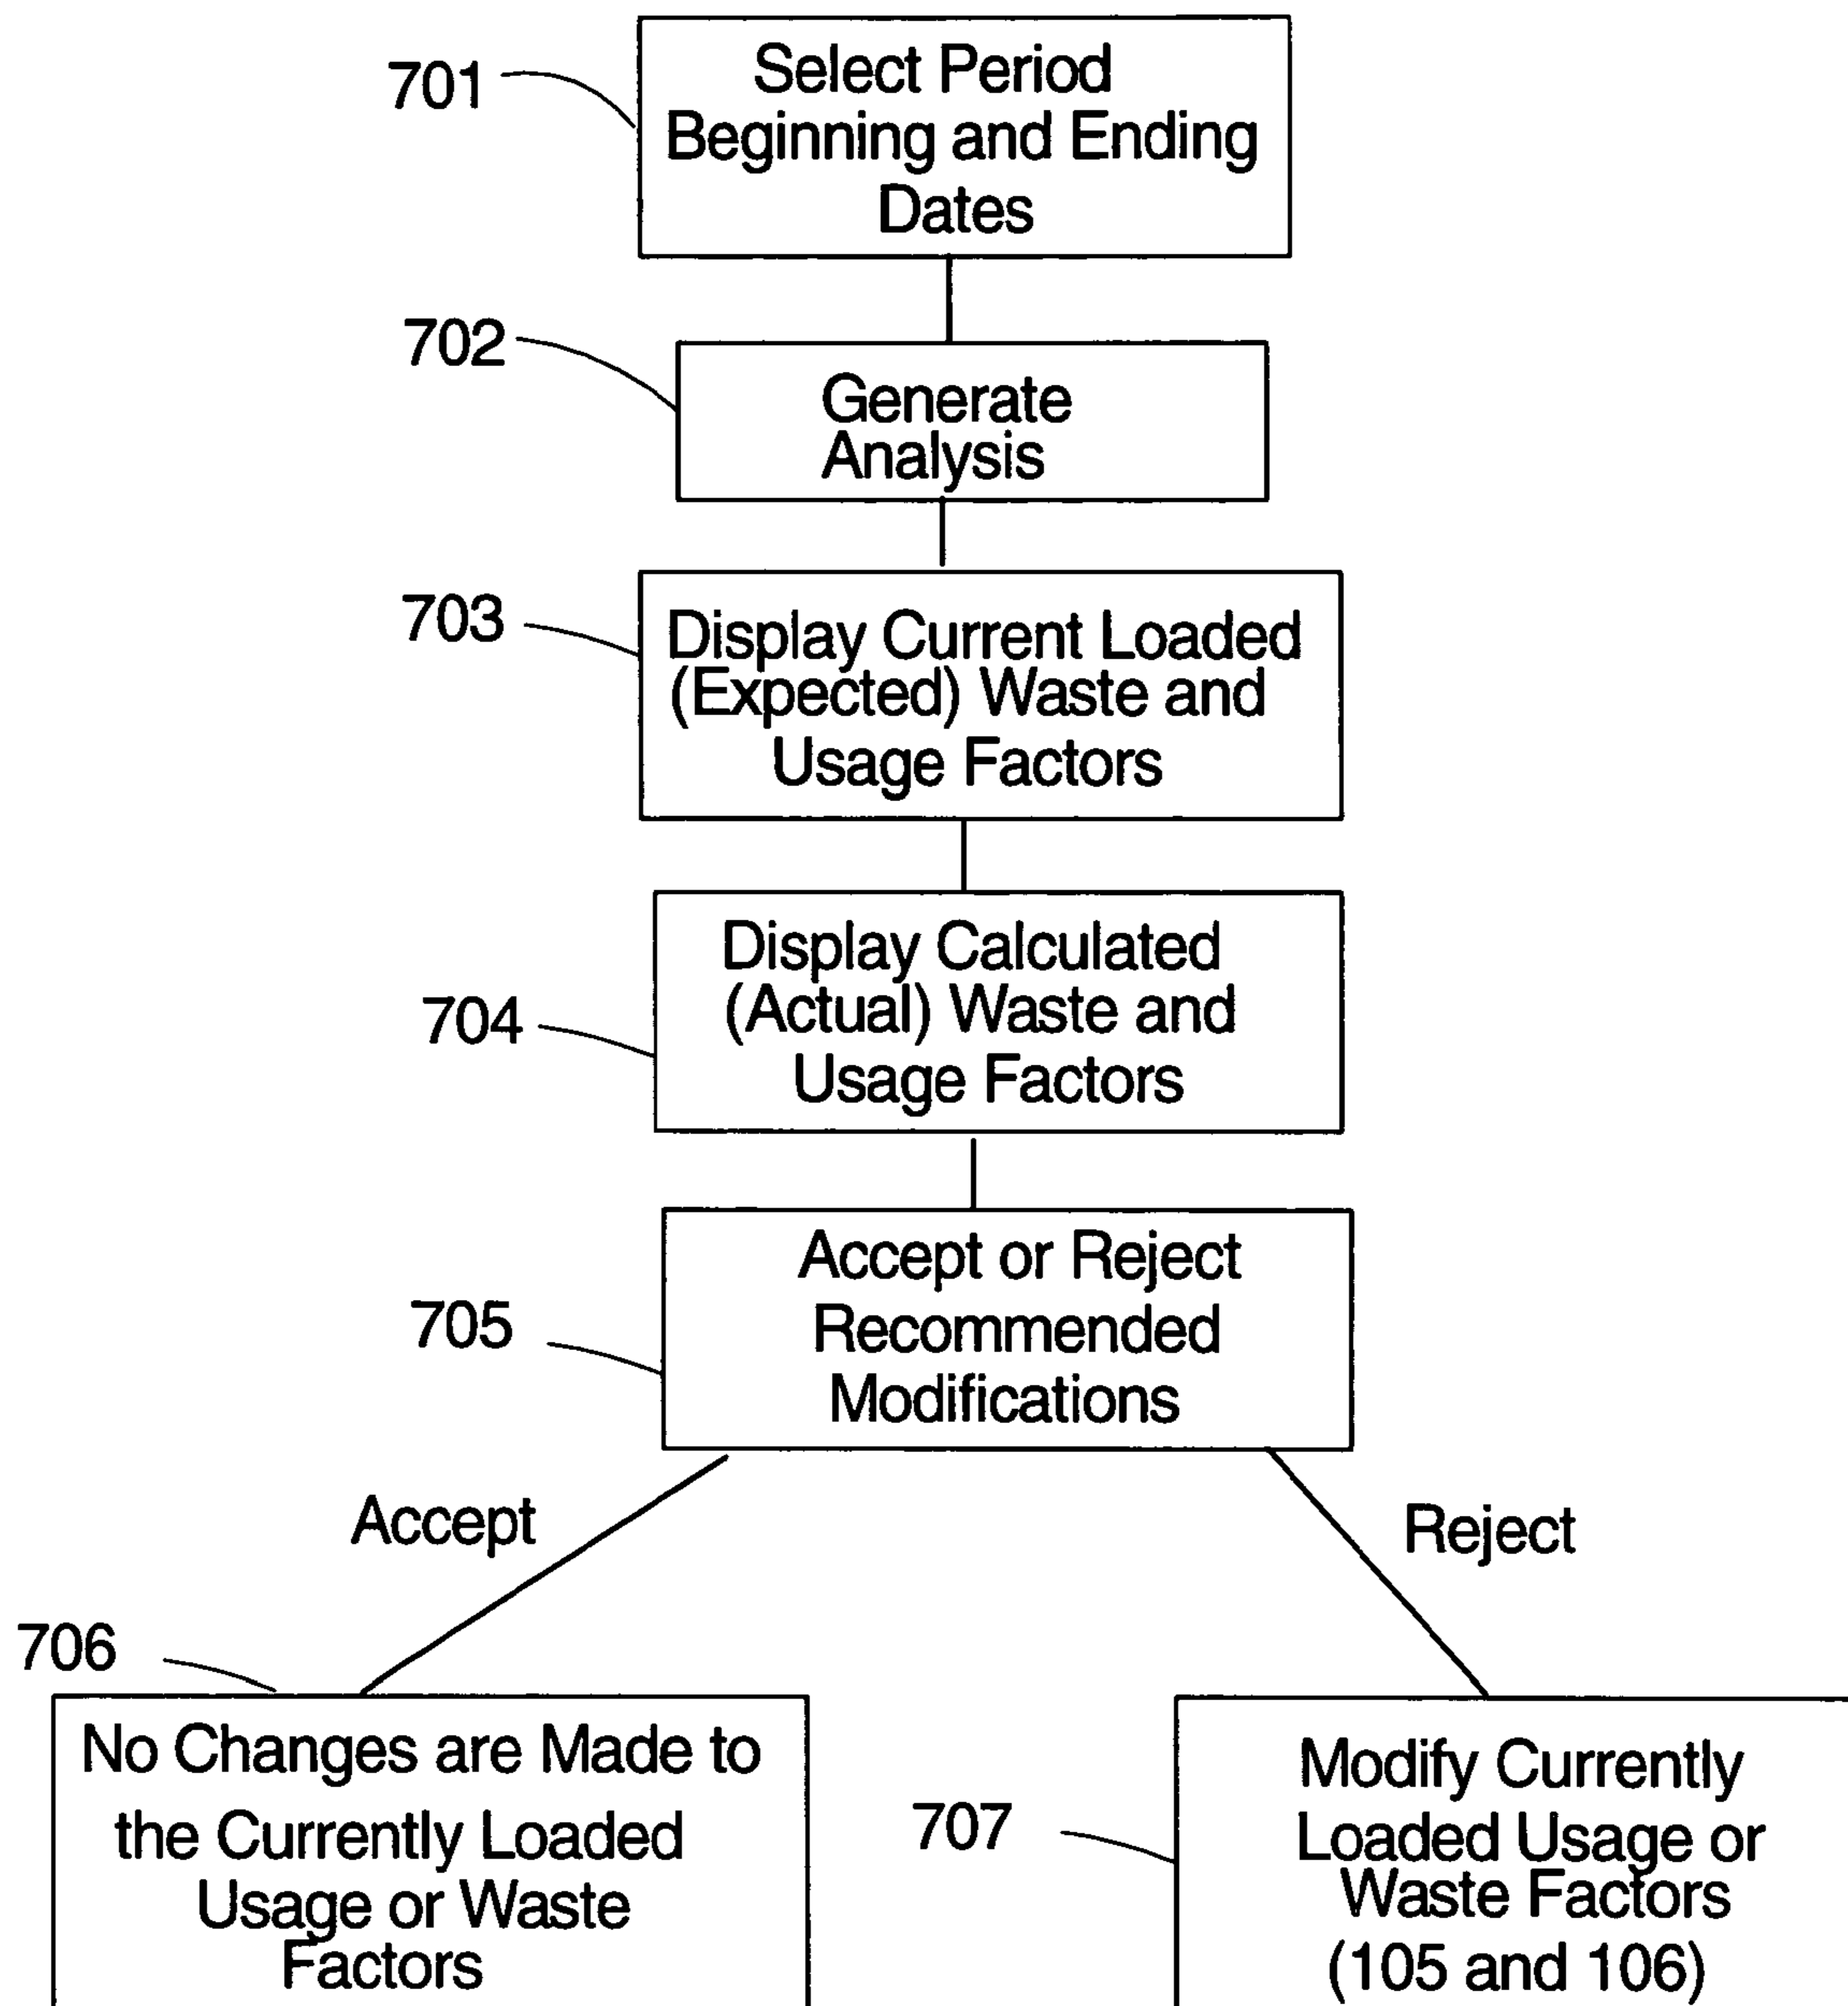 701
Select Period
Beginning and Ending
Dates
702
Generate
Analysis
703
Display Current Loaded
(Expected) Waste and
Usage Factors
704
Display Calculated
(Actual) Waste and
Usage Factors
705
Accept or Reject
Recommended
Modifications
Accept
Reject
706
No Changes are Made to
the Currently Loaded
Usage or Waste
Factors
707
Modify Currently
Loaded Usage or
Waste Factors
(105 and 106)